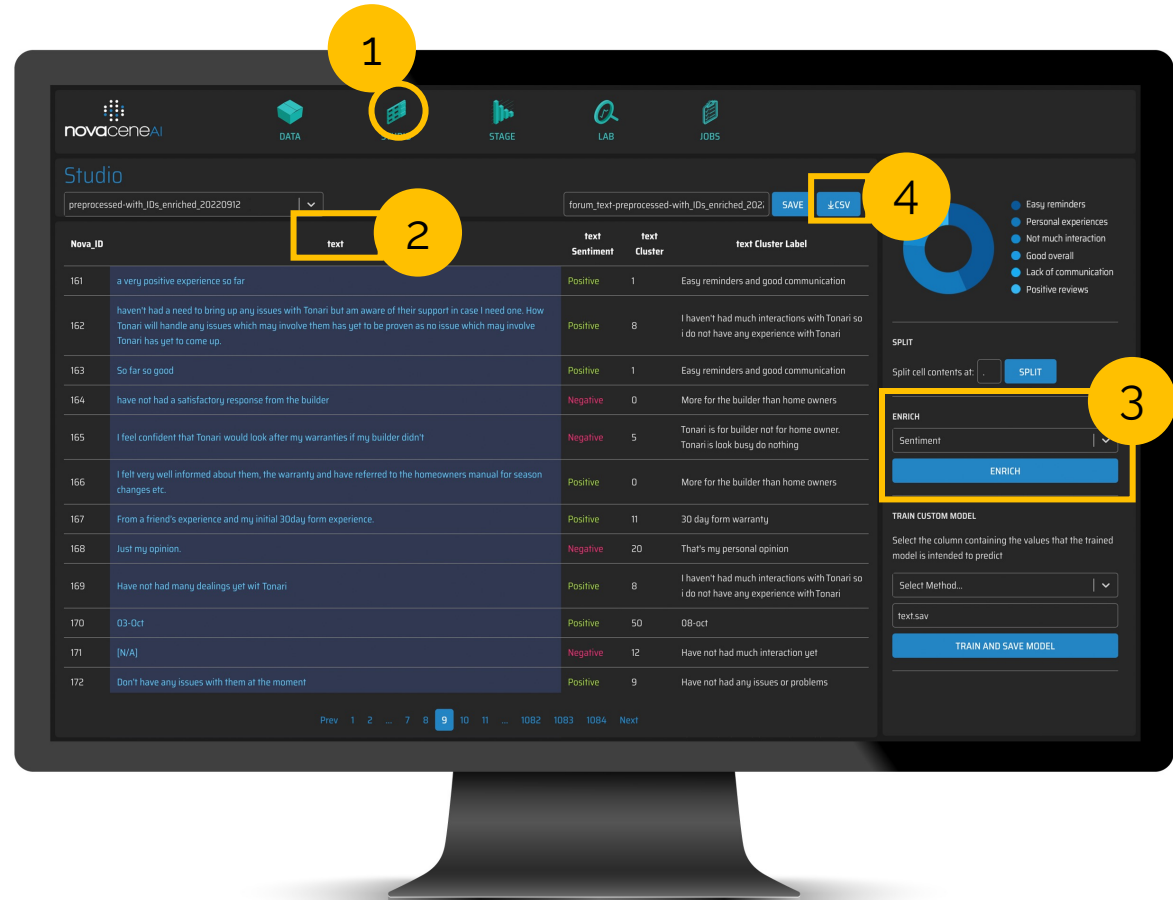 1
novaceneAI
DATA
STAGE
LAB
JOBS
Studio
preprocessed-with_IDs_enriched_20220912
forum_text-preprocessed-with_IDs_enriched_202
SAVE
CSV
4
Nova_ID
text
2
text
Sentiment
text
Cluster
text Cluster Label
161
a very positive experience so far
Positive
1
Easy reminders and good communication
162
haven't had a need to bring up any issues with Tonari but am aware of their support in case I need one. How
Tonari will handle any issues which may involve them has yet to be proven as no issue which may involve
Tonari has yet to come up.
Positive
8
I haven't had much interactions with Tonari so
i do not have any experience with Tonari
163
So far so good
Positive
1
Easy reminders and good communication
164
have not had a satisfactory response from the builder
Negative
0
More for the builder than home owners
165
I feel confident that Tonari would look after my warranties if my builder didn't
Negative
5
Tonari is for builder not for home owner.
Tonari is look busy do nothing
166
I felt very well informed about them, the warranty and have referred to the homeowners manual for season
changes etc.
Positive
0
More for the builder than home owners
167
From a friend's experience and my initial 30day form experience.
Positive
11
30 day form warranty
168
Just my opinion.
Negative
20
That's my personal opinion
169
Have not had many dealings yet wit Tonari
Positive
8
I haven't had much interactions with Tonari so
i do not have any experience with Tonari
170
03-Oct
Positive
50
08-oct
171
[N/A]
Negative
12
Have not had much interaction yet
172
Don't have any issues with them at the moment
Positive
9
Have not had any issues or problems
Prev 1 2 ... 7 8 9 10 11 ... 1082 1083 1084 Next
Easy reminders
Personal experiences
Not much interaction
Good overall
Lack of communication
Positive reviews
SPLIT
Split cell contents at: . SPLIT
3
ENRICH
Sentiment
ENRICH
TRAIN CUSTOM MODEL
Select the column containing the values that the trained
model is intended to predict
Select Method...
text.sav
TRAIN AND SAVE MODEL